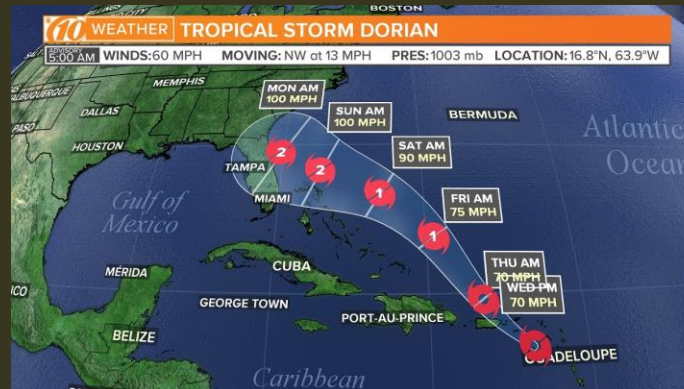 BOSTON
10 WEATHER TROPICAL STORM DORIAN
ADVISORY
5:00 AM WINDS:60 MPH MOVING: NW at 13 MPH PRES: 1003 mb LOCATION: 16.8°N, 63.9°W
ALBUQUERQUE
MEMPHIS
MON AM
100 MPH
SUN AM
100 MPH
DALLAS
BERMUDA
PASO
SAT AM
90 MPH
Atlantic
Ocean
HOUSTON
2
TAMPA
2
MIAMI
1
FRI AM
75 MPH
Gulf of
Mexico
1
THU AM
70 MPH
CUBA
MÉRIDA
WED PM
70 MPH
GEORGE TOWN
PORT-AU-PRINCE
BELIZE
GUADELOUPE
Caribbean